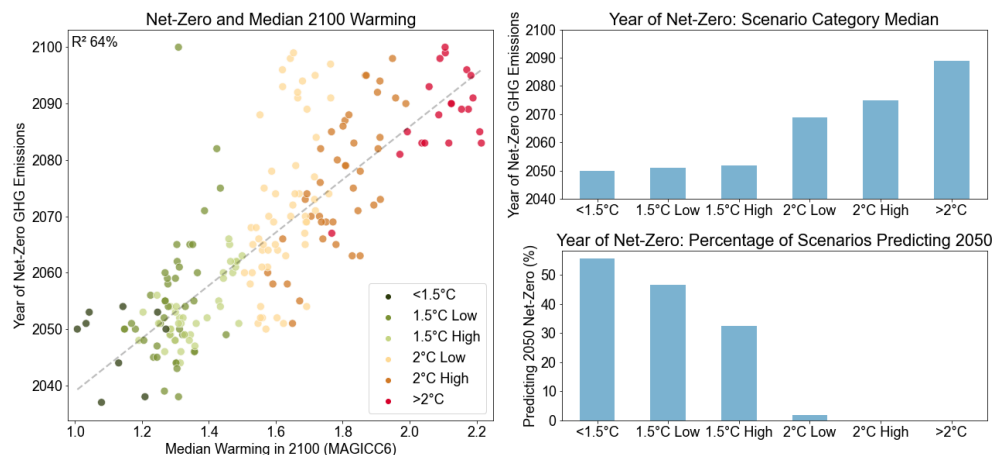 Net-Zero and Median 2100 Warming
R² 64%
Year of Net-Zero GHG Emissions
2100
2090
2080
2070
2060
2050
2040
<1.5°C
1.5°C Low
1.5°C High
2°C Low
2°C High
>2°C
1.0
1.2
1.4
1.6
1.8
2.0
2.2
Median Warming in 2100 (MAGICC6)
Year of Net-Zero: Scenario Category Median
Year of Net-Zero GHG Emissions
2100
2090
2080
2070
2060
2050
2040
<1.5°C
1.5°C Low
1.5°C High
2°C Low
2°C High
>2°C
Year of Net-Zero: Percentage of Scenarios Predicting 2050
Predicting 2050 Net-Zero (%)
50
40
30
20
10
0
<1.5°C
1.5°C Low
1.5°C High
2°C Low
2°C High
>2°C